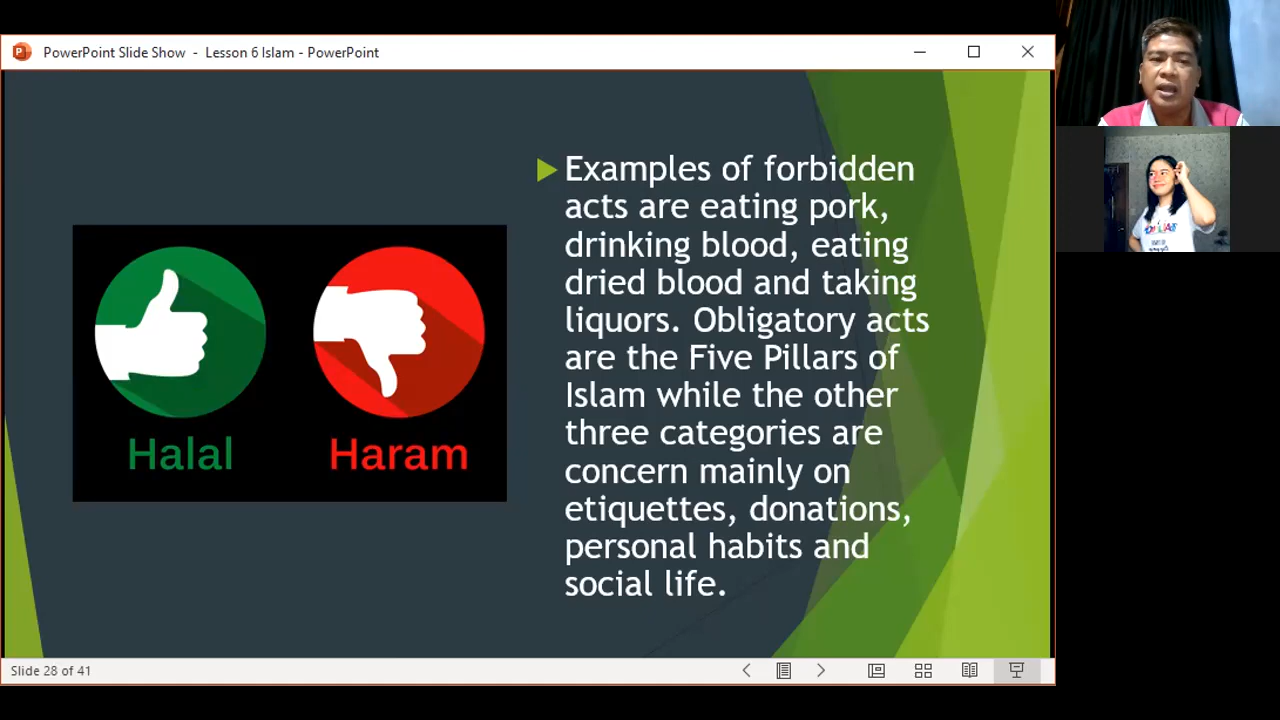 PowerPoint Slide Show - Lesson 6 Islam - PowerPoint
Examples of forbidden
acts are eating pork,
drinking blood, eating
dried blood and taking
liquors. Obligatory acts
are the Five Pillars of
Islam while the other
three categories are
concern mainly on
etiquettes, donations,
personal habits and
social life.
Halal
Haram
Slide 28 of 41